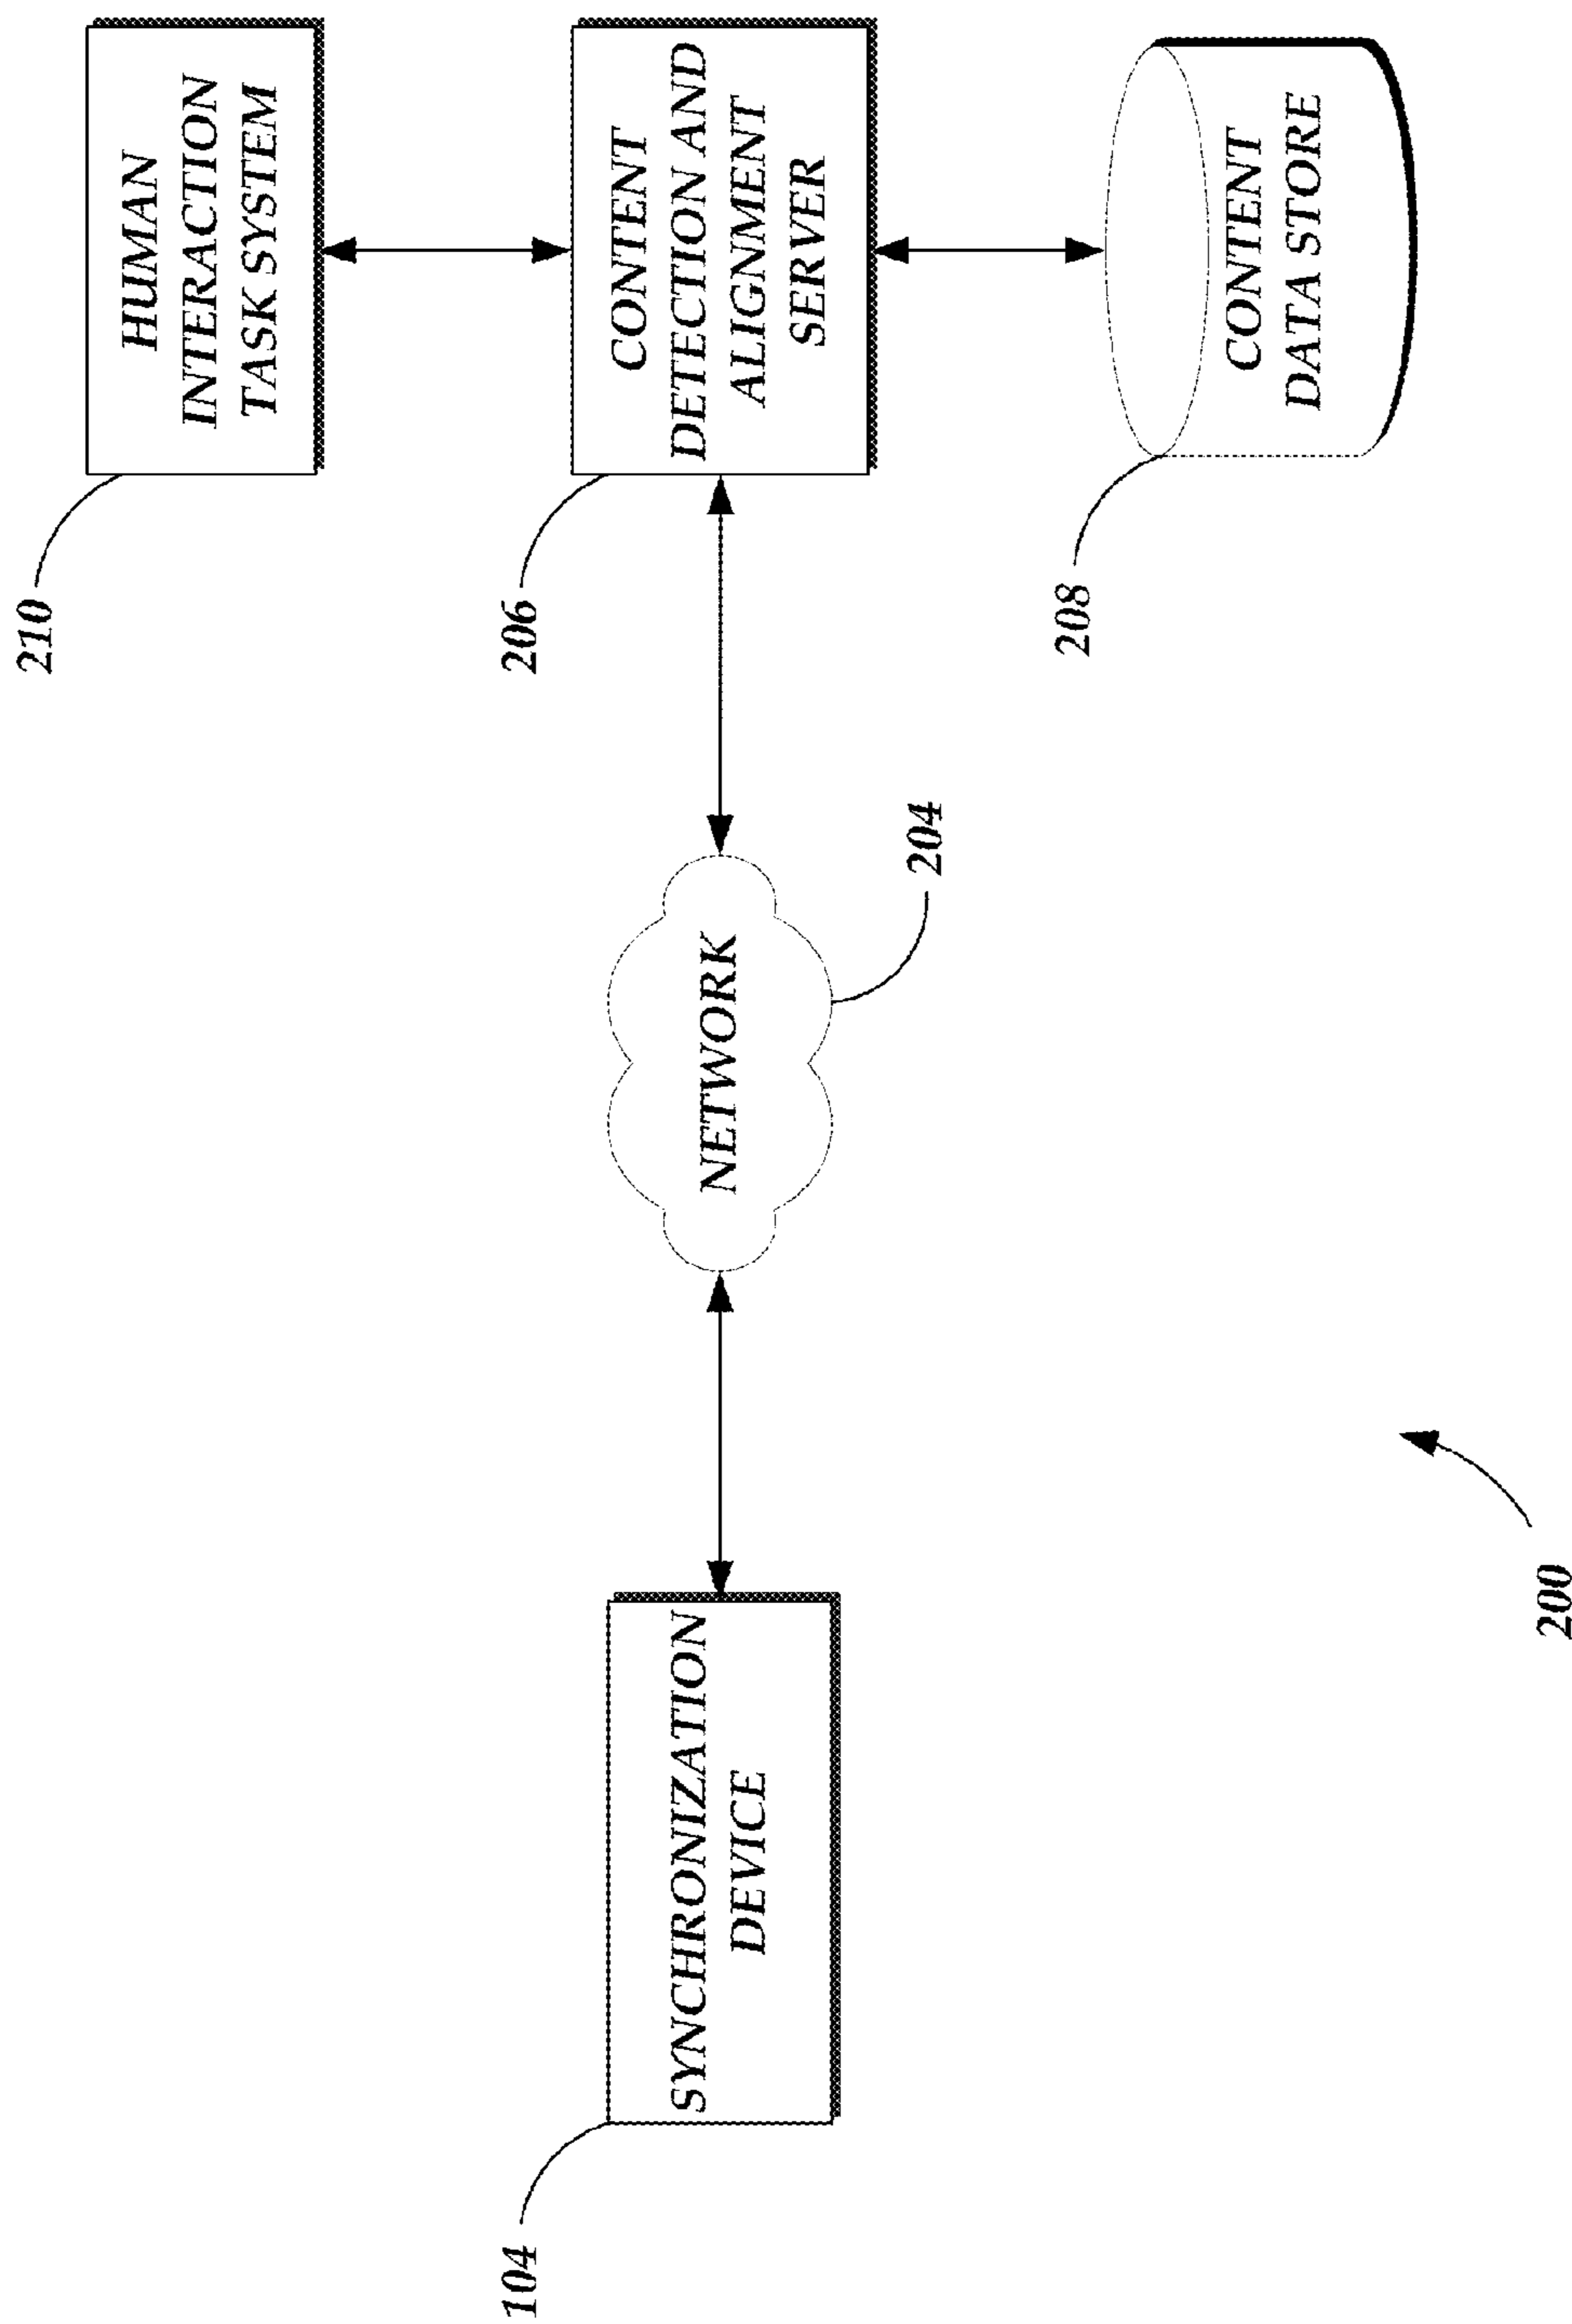 210
HUMAN
INTERACTION
TASK SYSTEM
104
SYNCHRONIZATION
DEVICE
NETWORK
204
206
CONTENT
DETECTION AND
ALIGNMENT
SERVER
208
CONTENT
DATA STORE
200